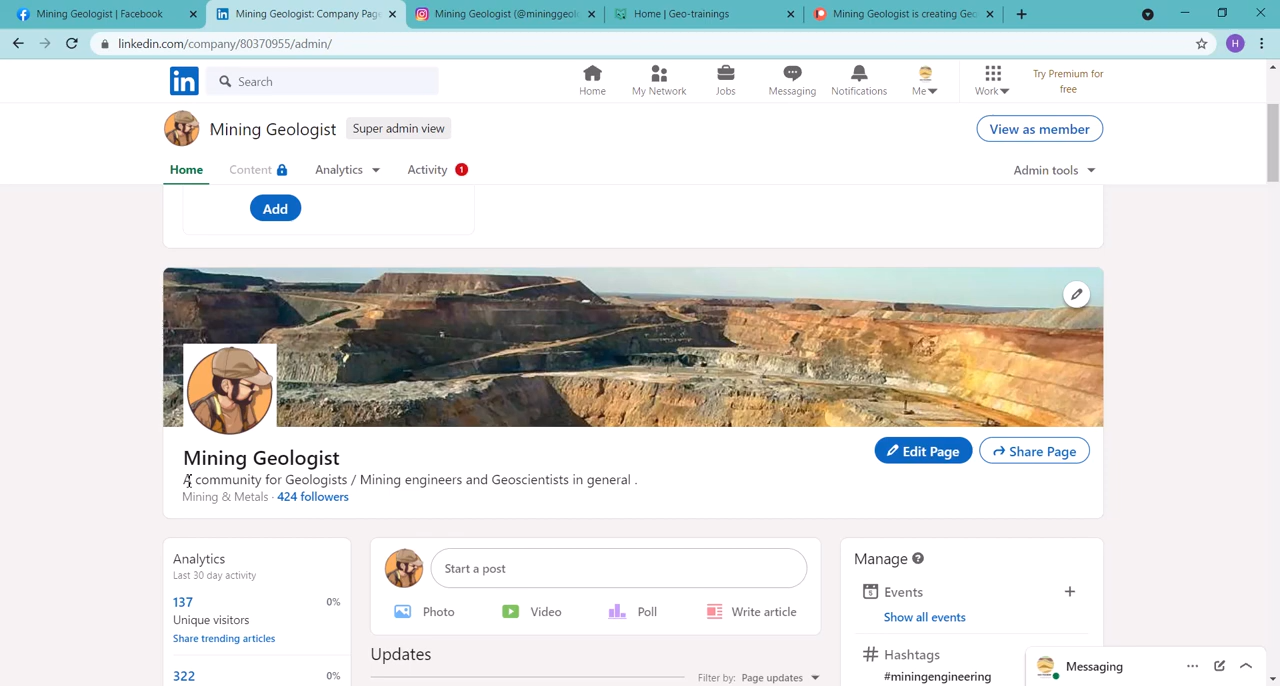 Mining Geologist | Facebook
Mining Geologist: Company Pag
Mining Geologist (@mininggeol
Home | Geo-trainings
Mining Geologist is creating Geo
linkedin.com/company/80370955/admin/
H
in
Search
Home
My Network
Jobs
Messaging
Notifications
Me
Work
Try Premium for
free
Mining Geologist
Super admin view
View as member
Home
Content
Analytics
Activity
1
Admin tools
Add
Mining Geologist
A community for Geologists / Mining engineers and Geoscientists in general .
Mining & Metals · 424 followers
Edit Page
Share Page
Analytics
Last 30 day activity
137
0%
Unique visitors
Share trending articles
322
0%
Start a post
Photo
Video
Poll
Write article
Updates
Filter by: Page updates
Manage
Events
Show all events
Hashtags
#miningengineering
Messaging